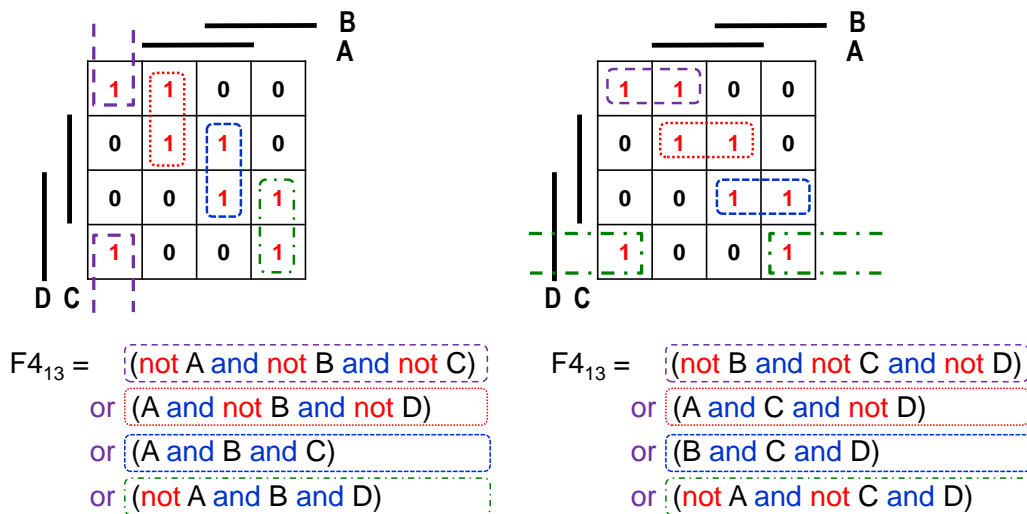 B
A
1 1 0 0
0 1 1 0
0 0 1 1
1 0 0 1
D C
F4₁₃ = (not A and not B and not C)
or (A and not B and not D)
or (A and B and C)
or (not A and B and D)
B
A
1 1 0 0
0 1 1 0
0 0 1 1
1 0 0 1
D C
F4₁₃ = (not B and not C and not D)
or (A and C and not D)
or (B and C and D)
or (not A and not C and D)